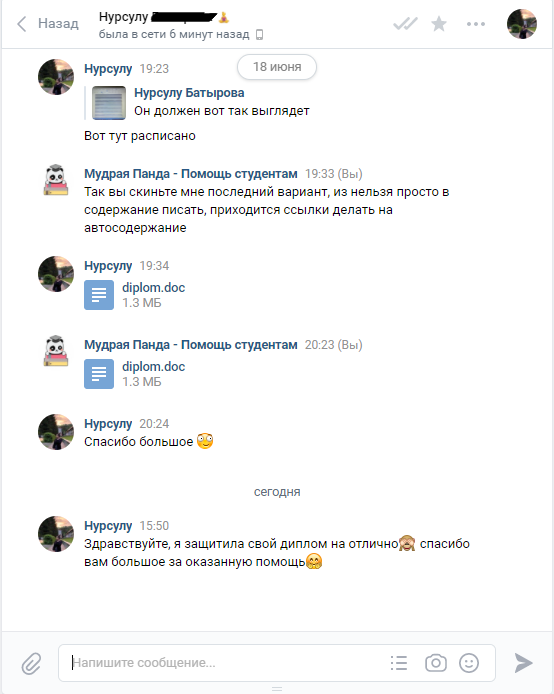 Назад
Нурсулу
была в сети 6 минут назад
18 июня
Нурсулу 19:23
Нурсулу Батырова
Он должен вот так выглядет
Вот тут расписано
Мудрая Панда - Помощь студентам 19:33 (Вы)
Так вы скиньте мне последний вариант, из нельзя просто в
содержание писать, приходится ссылки делать на
автосодержание
Нурсулу 19:34
diplom.doc
1.3 МБ
Мудрая Панда - Помощь студентам 20:23 (Вы)
diplom.doc
1.3 МБ
Нурсулу 20:24
Спасибо большое 😳
сегодня
Нурсулу 15:50
Здравствуйте, я защитила свой диплом на отлично🙈 спасибо
вам большое за оказанную помощь🤗
Напишите сообщение...